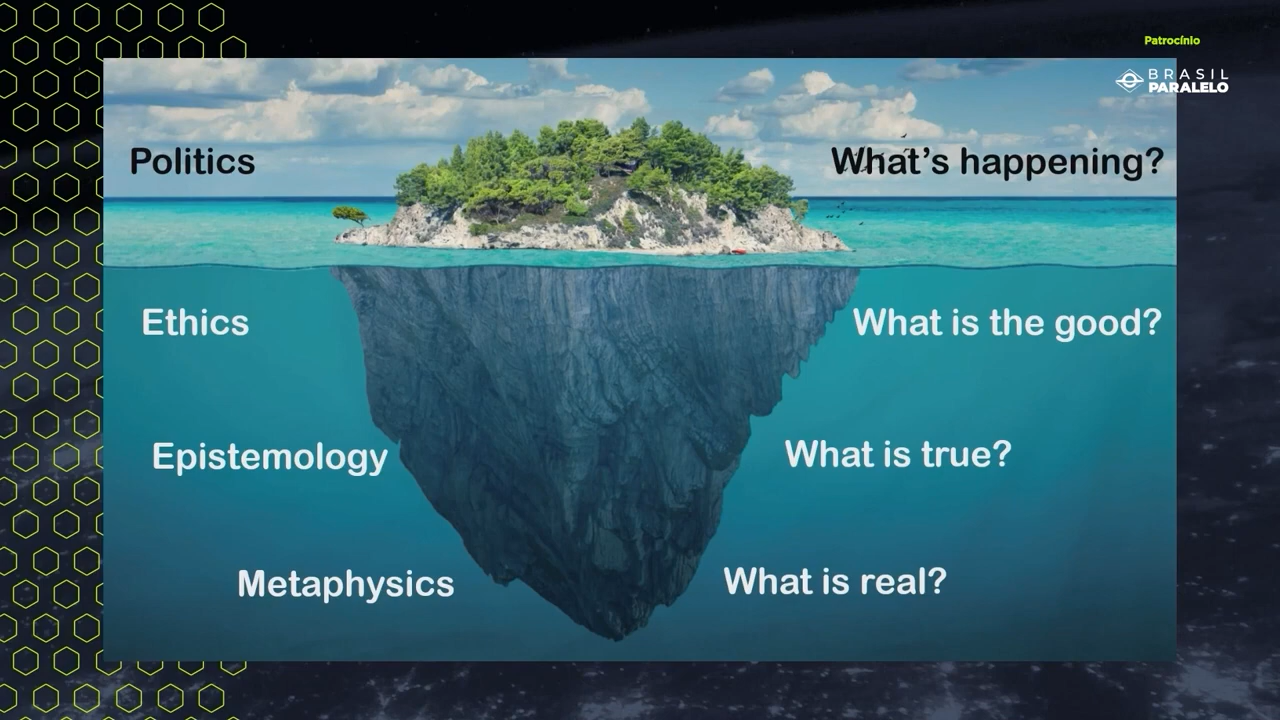 Patrocínio
BRASIL
PARALELO
Politics
What's happening?
Ethics
What is the good?
Epistemology
What is true?
Metaphysics
What is real?